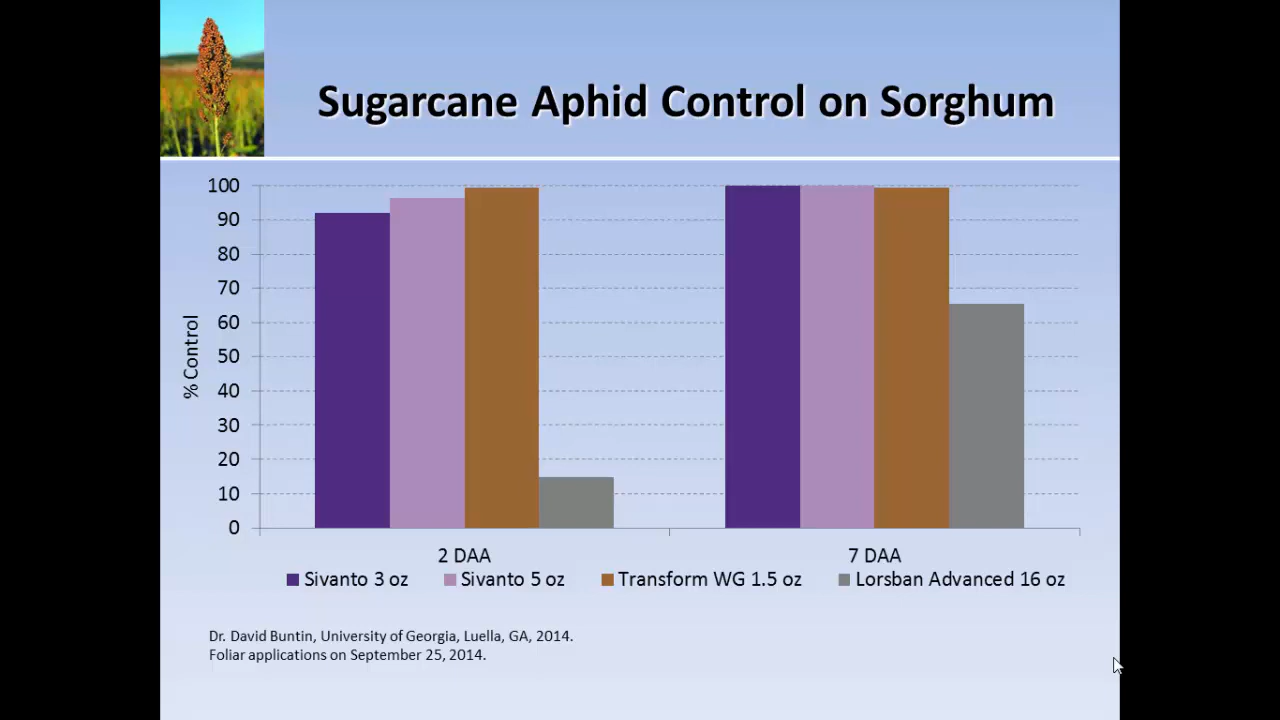 Sugarcane Aphid Control on Sorghum
100
90
80
70
60
50
40
30
20
10
0
% Control
2 DAA
7 DAA
Sivanto 3 oz
Sivanto 5 oz
Transform WG 1.5 oz
Lorsban Advanced 16 oz
Dr. David Buntin, University of Georgia, Luella, GA, 2014.
Foliar applications on September 25, 2014.